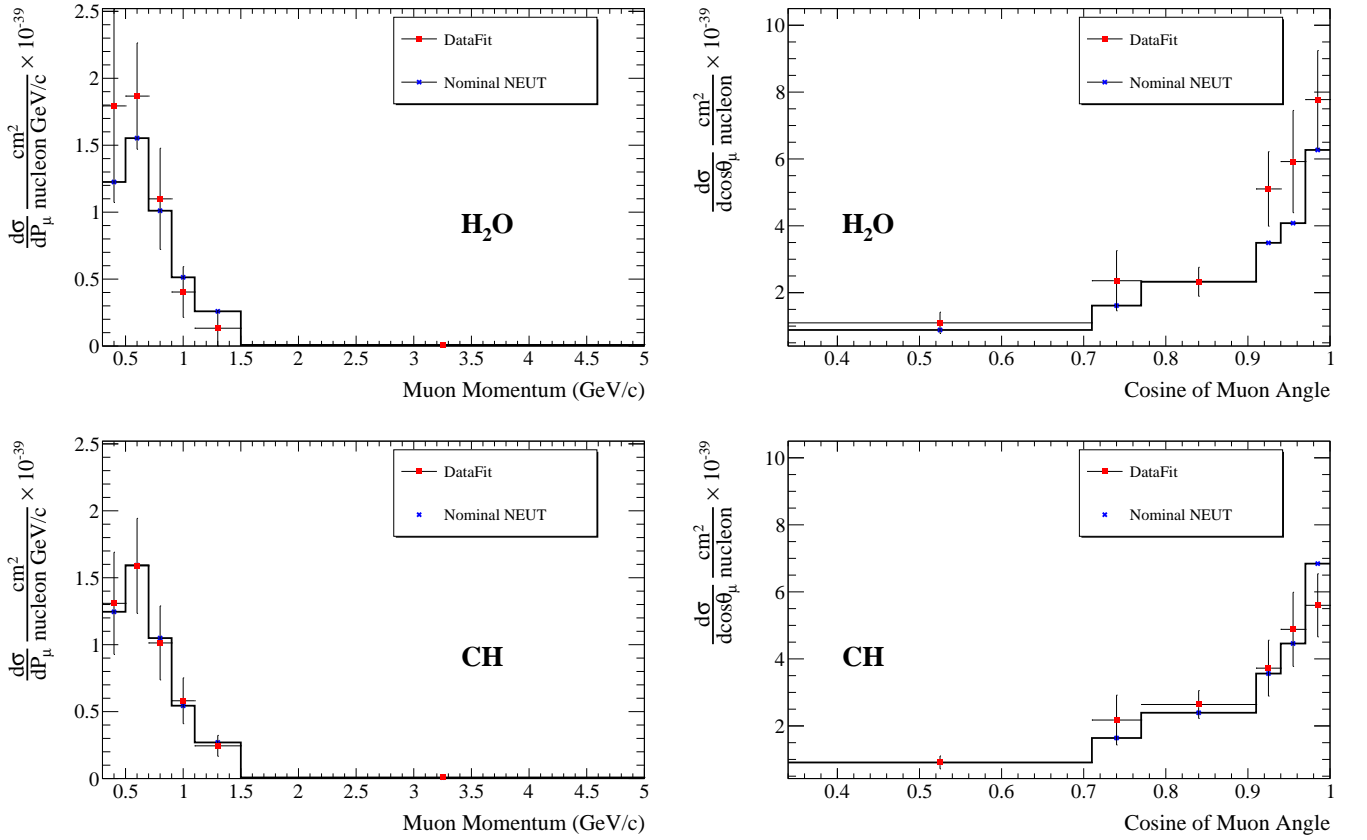 dσ/dP_μ cm²/nucleon GeV/c × 10⁻³⁹
2.5
2
1.5
1
0.5
0
DataFit
Nominal NEUT
H₂O
0.5 1 1.5 2 2.5 3 3.5 4 4.5 5
Muon Momentum (GeV/c)
dσ/dcosθ_μ cm²/nucleon × 10⁻³⁹
10
8
6
4
2
DataFit
Nominal NEUT
H₂O
0.4 0.5 0.6 0.7 0.8 0.9 1
Cosine of Muon Angle
dσ/dP_μ cm²/nucleon GeV/c × 10⁻³⁹
2.5
2
1.5
1
0.5
0
DataFit
Nominal NEUT
CH
0.5 1 1.5 2 2.5 3 3.5 4 4.5 5
Muon Momentum (GeV/c)
dσ/dcosθ_μ cm²/nucleon × 10⁻³⁹
10
8
6
4
2
DataFit
Nominal NEUT
CH
0.4 0.5 0.6 0.7 0.8 0.9 1
Cosine of Muon Angle